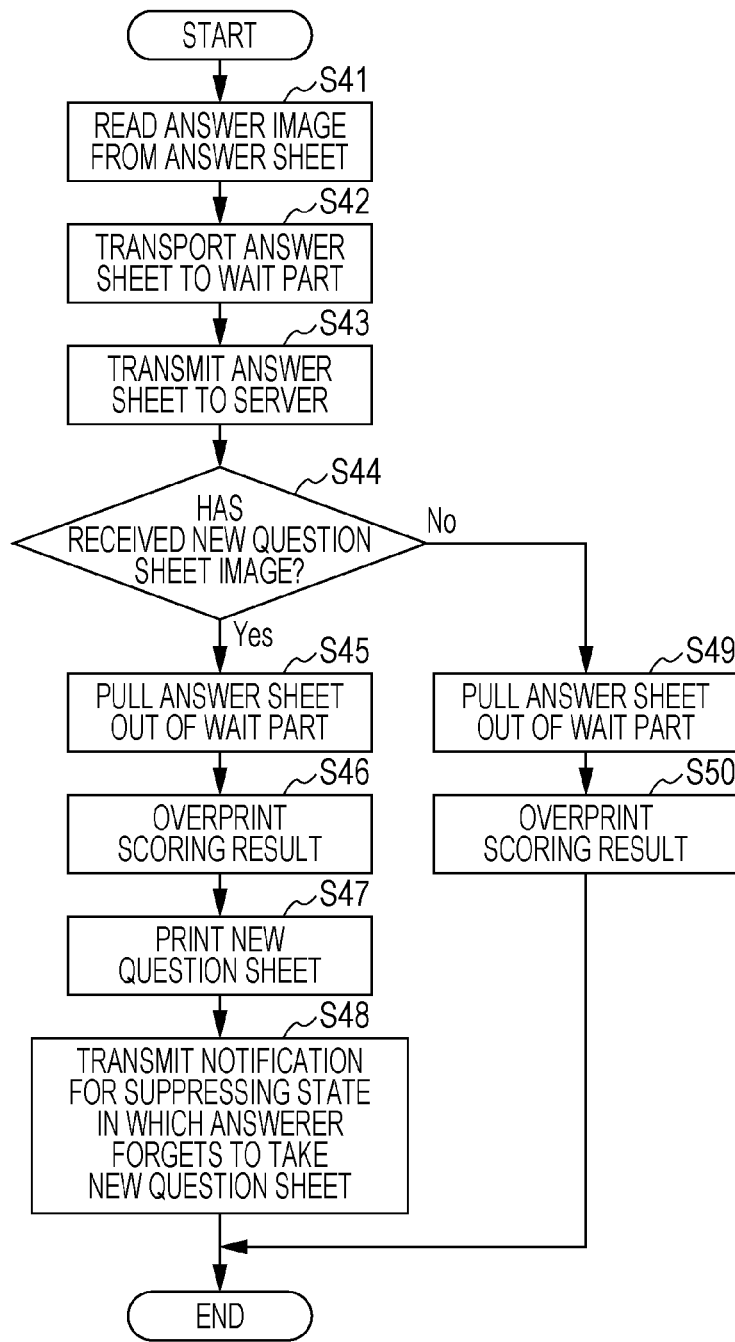 START
S41
READ ANSWER IMAGE
FROM ANSWER SHEET
S42
TRANSPORT ANSWER
SHEET TO WAIT PART
S43
TRANSMIT ANSWER
SHEET TO SERVER
S44
HAS
RECEIVED NEW QUESTION
SHEET IMAGE?
No
Yes
S45
PULL ANSWER SHEET
OUT OF WAIT PART
S46
OVERPRINT
SCORING RESULT
S47
PRINT NEW
QUESTION SHEET
S48
TRANSMIT NOTIFICATION
FOR SUPPRESSING STATE
IN WHICH ANSWERER
FORGETS TO TAKE
NEW QUESTION SHEET
S49
PULL ANSWER SHEET
OUT OF WAIT PART
S50
OVERPRINT
SCORING RESULT
END